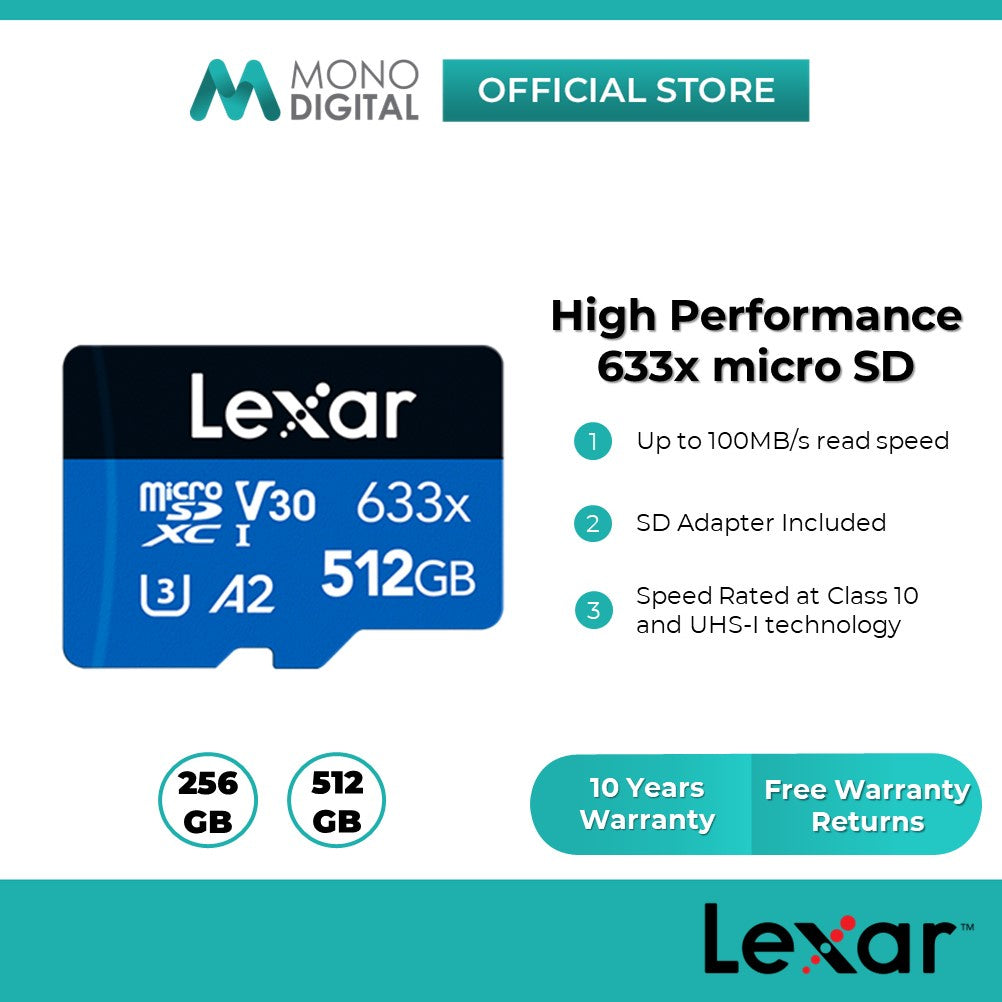 MONO
DIGITAL
OFFICIAL STORE
High Performance
633x micro SD
Lexar
micro SD XC I V30 633x
U3 A2 512GB
1 Up to 100MB/s read speed
2 SD Adapter Included
3 Speed Rated at Class 10
and UHS-I technology
256
GB
512
GB
10 Years
Warranty
Free Warranty
Returns
Lexar™